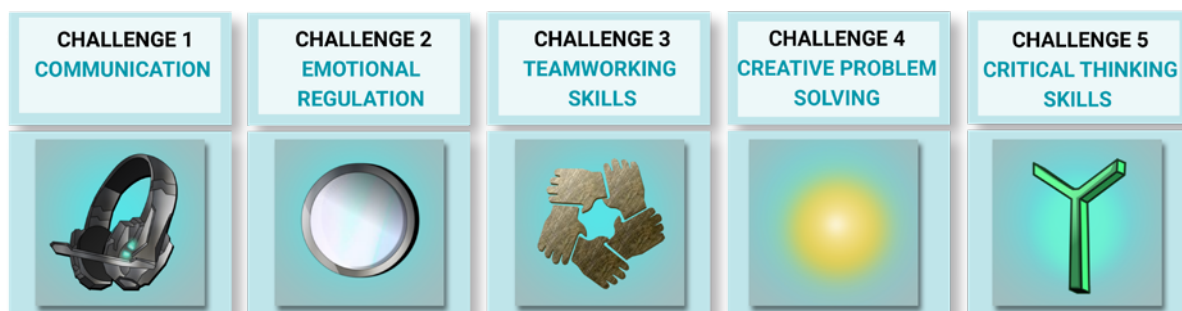 CHALLENGE 1
COMMUNICATION
CHALLENGE 2
EMOTIONAL
REGULATION
CHALLENGE 3
TEAMWORKING
SKILLS
CHALLENGE 4
CREATIVE PROBLEM
SOLVING
CHALLENGE 5
CRITICAL THINKING
SKILLS